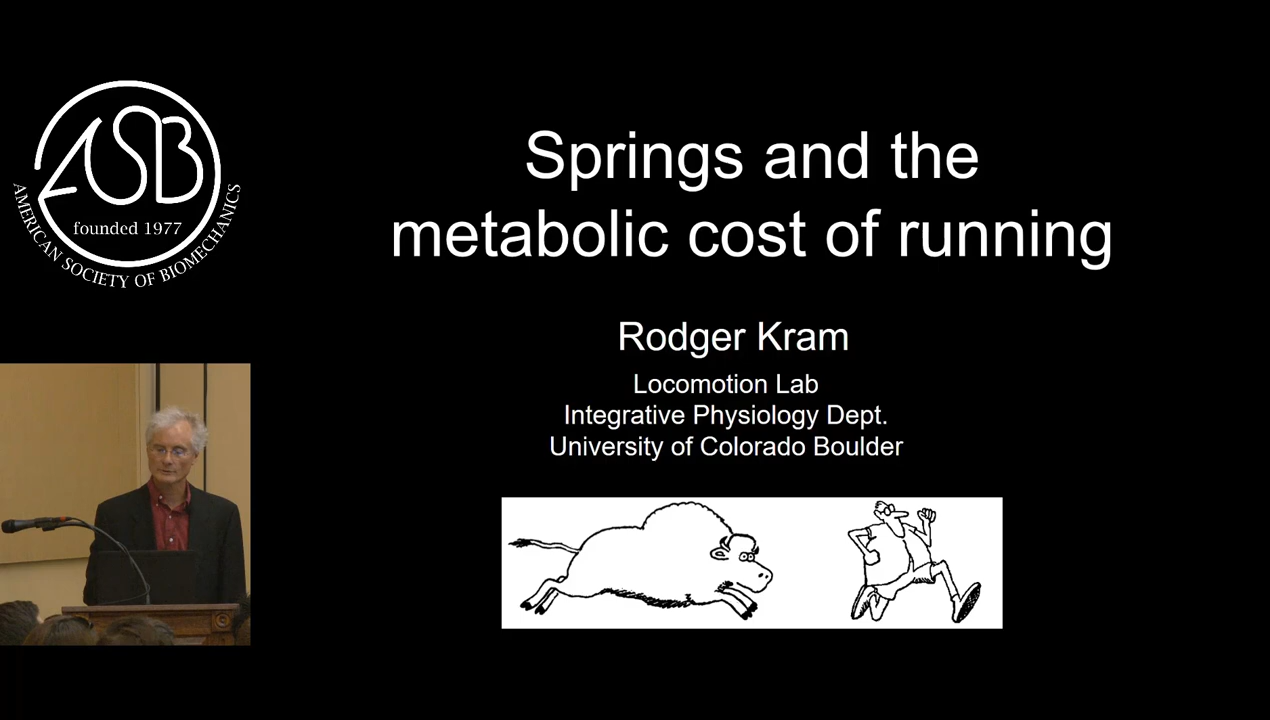 ASB
founded 1977
AMERICAN SOCIETY OF BIOMECHANICS
Springs and the
metabolic cost of running
Rodger Kram
Locomotion Lab
Integrative Physiology Dept.
University of Colorado Boulder